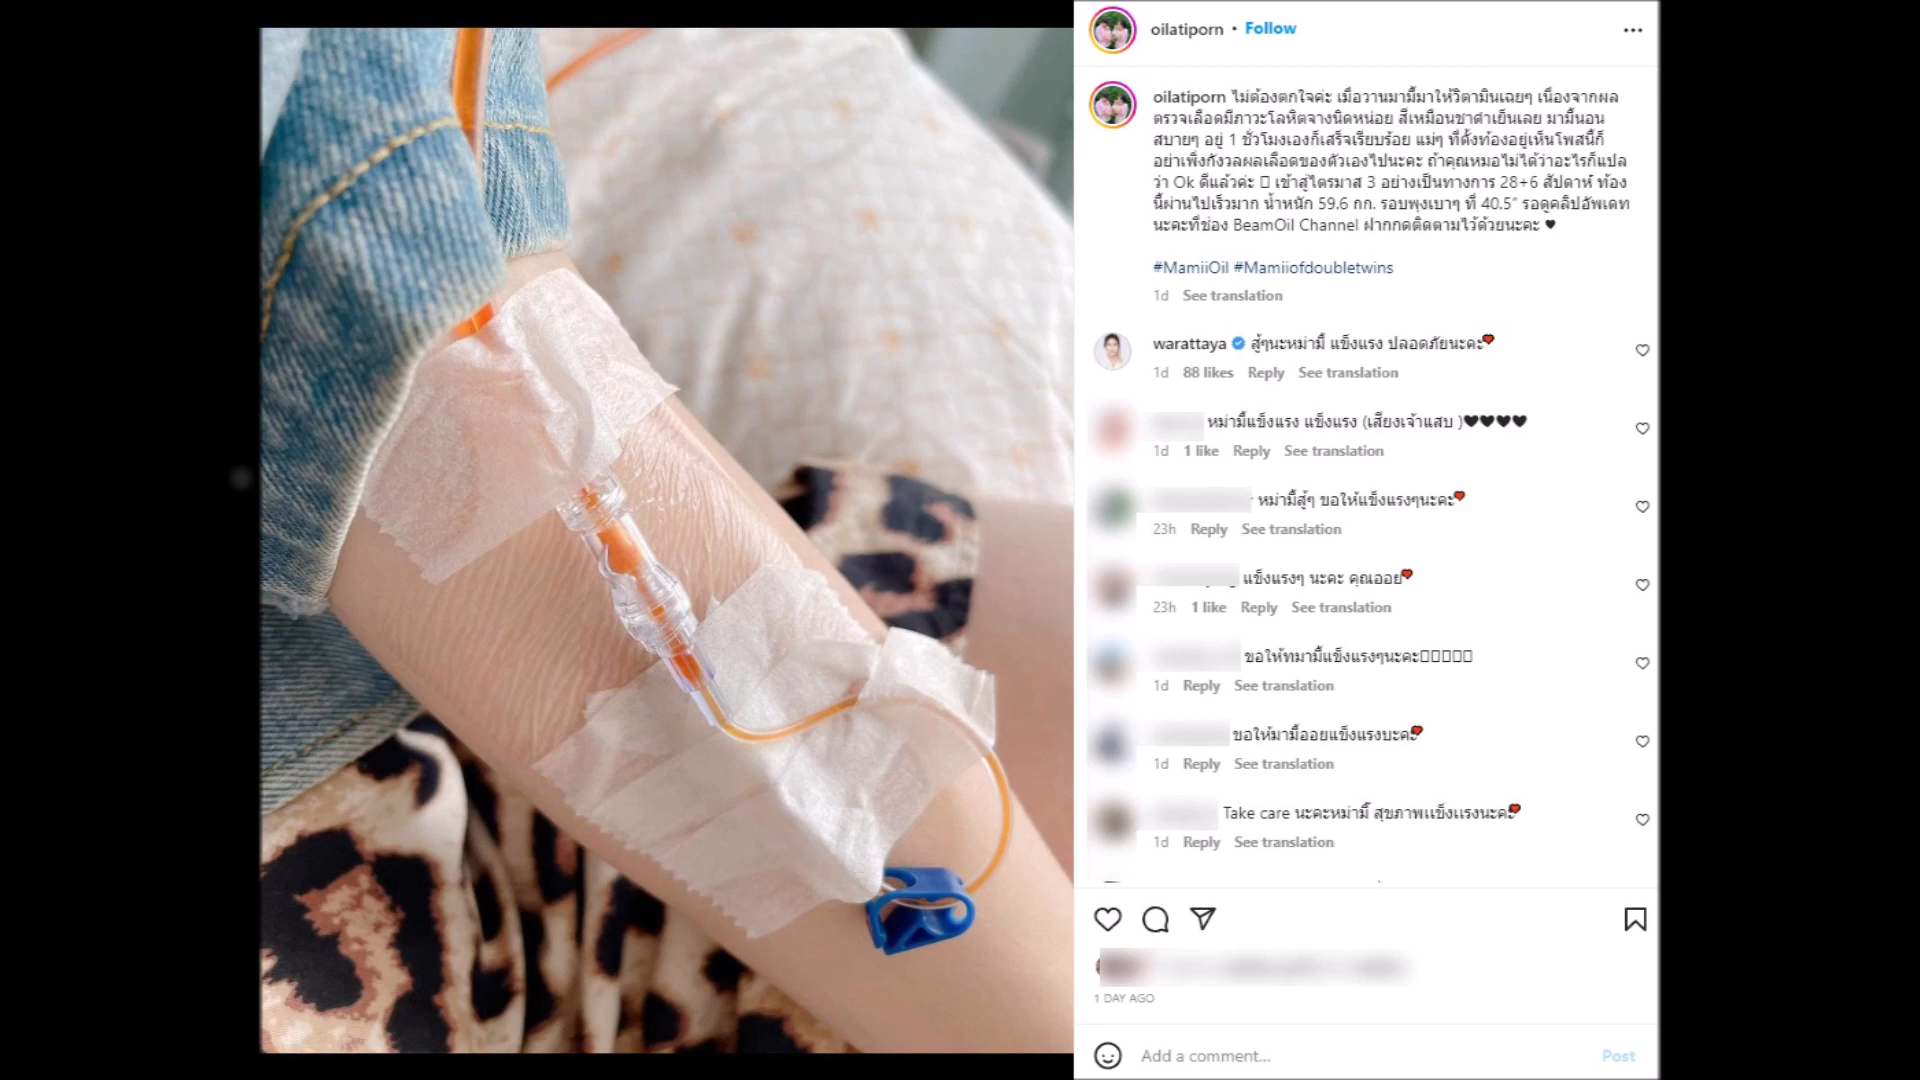 oilatiporn • Follow
oilatiporn ไม่ต้องตกใจค่ะ เมื่อวานมามี้มาให้วิตามินเฉยๆ เนื่องจากผล
ตรวจเลือดมีภาวะโลหิตจางนิดหน่อย สีเหมือนชาดำเย็นเลย มามี้นอน
สบายๆ อยู่ 1 ชั่วโมงเองก็เสร็จเรียบร้อย แม่ๆ ที่ตั้งท้องอยู่เห็นโพสนี้ก็
อย่าเพิ่งกังวลผลเลือดของตัวเองไปนะคะ ถ้าคุณหมอไม่ได้ว่าอะไรก็แปล
ว่า Ok ดีแล้วค่ะ เข้าสู่ไตรมาส 3 อย่างเป็นทางการ 28+6 สัปดาห์ ท้อง
นี้ผ่านไปเร็วมาก น้ำหนัก 59.6 กก. รอบพุงเบาๆ ที่ 40.5” รอดูคลิปอัพเดท
นะคะที่ช่อง BeamOil Channel ฝากกดติดตามไว้ด้วยนะคะ ♥
#MamiiOil #Mamiiofdoubletwins
1d See translation
warattaya สู้ๆนะหม่ามี้ แข็งแรง ปลอดภัยนะคะ❤
1d 88 likes Reply See translation
หม่ามี้แข็งแรง แข็งแรง (เสียงเจ้าแสบ )♥♥♥♥
1d 1 like Reply See translation
หม่ามี้สู้ๆ ขอให้แข็งแรงๆนะคะ❤
23h Reply See translation
แข็งแรงๆ นะคะ คุณออย❤
23h 1 like Reply See translation
ขอให้หมามี้แข็งแรงๆนะคะ
1d Reply See translation
ขอให้มามี้ออยแข็งแรงบะคะ❤
1d Reply See translation
Take care นะคะหม่ามี๊ สุขภาพแข็งแรงนะคะ❤
1d Reply See translation
1 DAY AGO
Add a comment...
Post